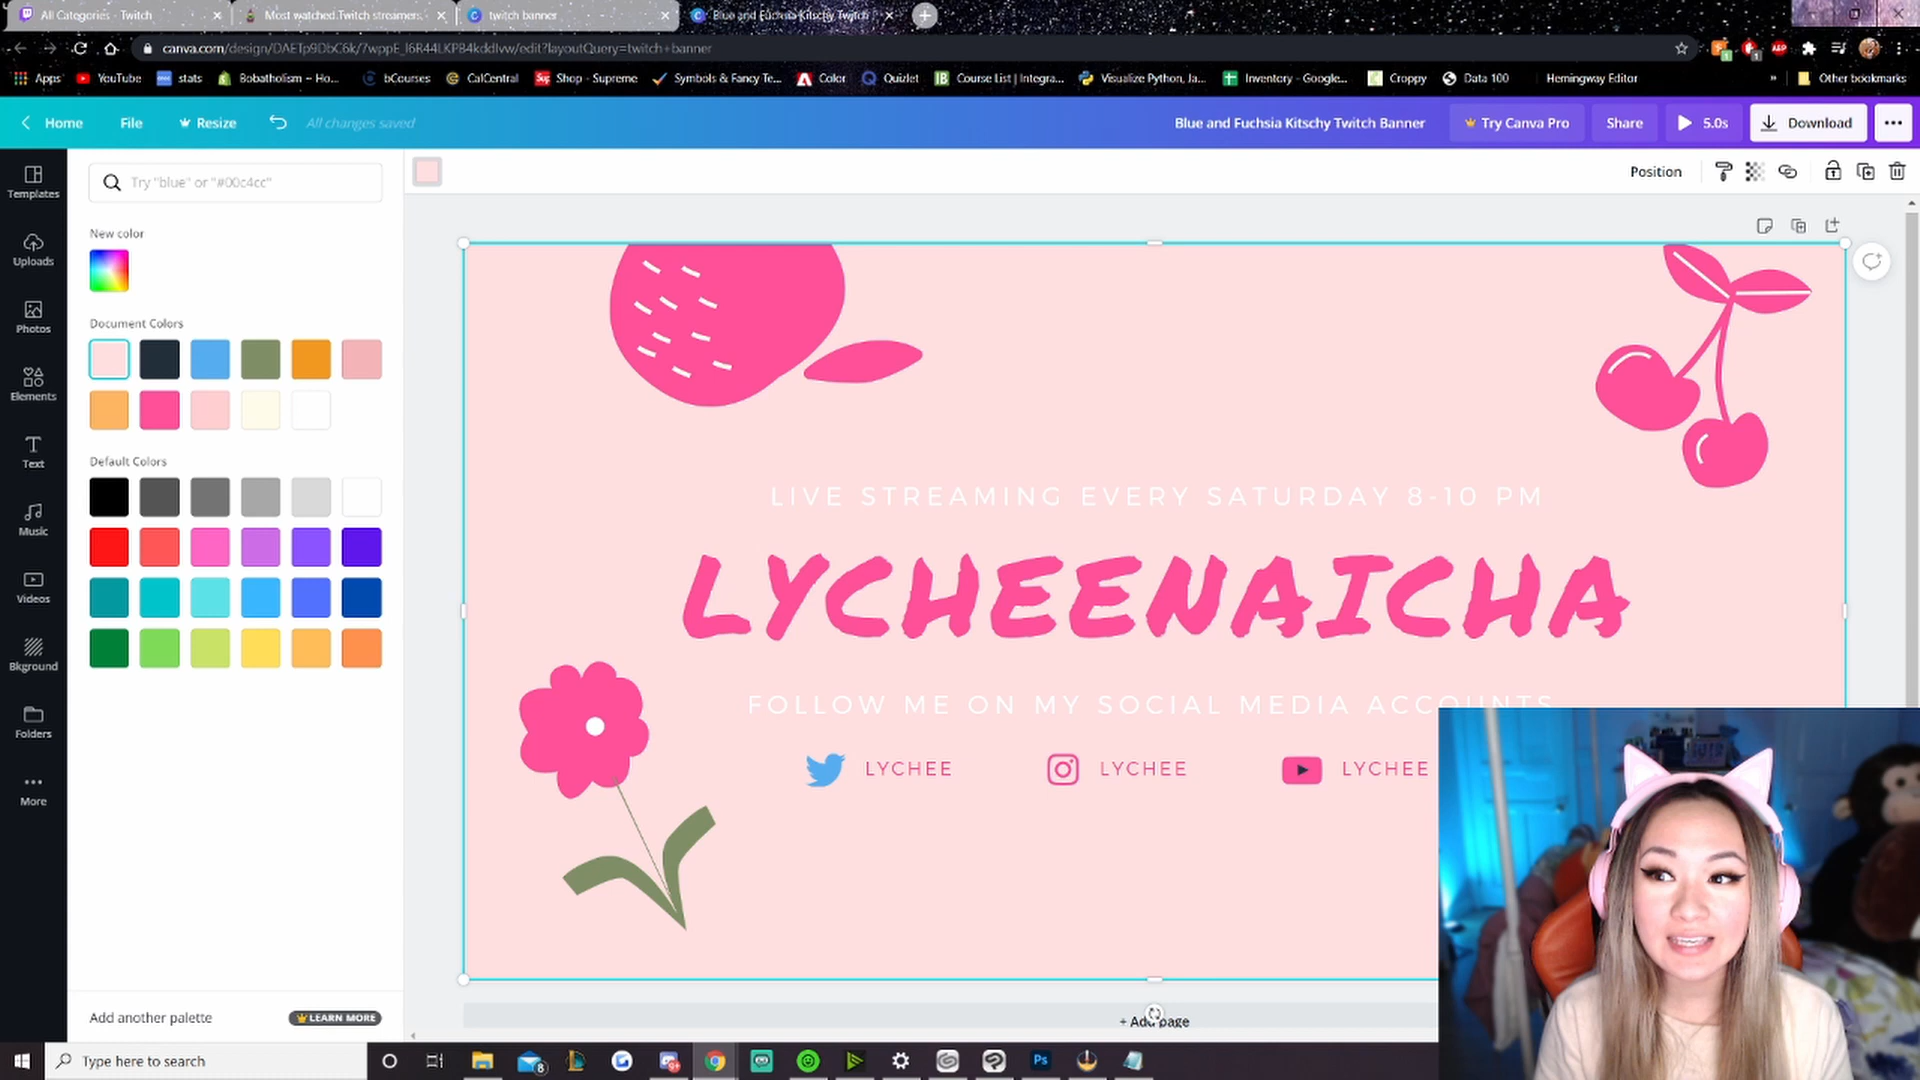 All Categories - Twitch
Most watched Twitch streamers,
twitch banner
Blue and Fuchsia Kitschy Twitch
canva.com/design/DAETp9DbC6k/7wppE_l6R44LKPB4kddlvw/edit?layoutQuery=twitch+banner
Apps YouTube stats Bobatholism – Ho... bCourses CalCentral Shop - Supreme Symbols & Fancy Te... Color Quizlet Course List | Integra... Visualize Python, Ja... Inventory - Google... Croppy Data 100 Hemingway Editor » Other bookmarks
Home File Resize All changes saved Blue and Fuchsia Kitschy Twitch Banner Try Canva Pro Share 5.0s Download
Position
Try "blue" or "#00c4cc"
Templates
Uploads
Photos
Elements
Text
Music
Videos
Bkground
Folders
More
New color
Document Colors
Default Colors
Add another palette LEARN MORE
LIVE STREAMING EVERY SATURDAY 8-10 PM
LYCHEENAICHA
FOLLOW ME ON MY SOCIAL MEDIA ACCOUNTS
LYCHEE LYCHEE LYCHEE
+ Add page
Type here to search
8
Ps